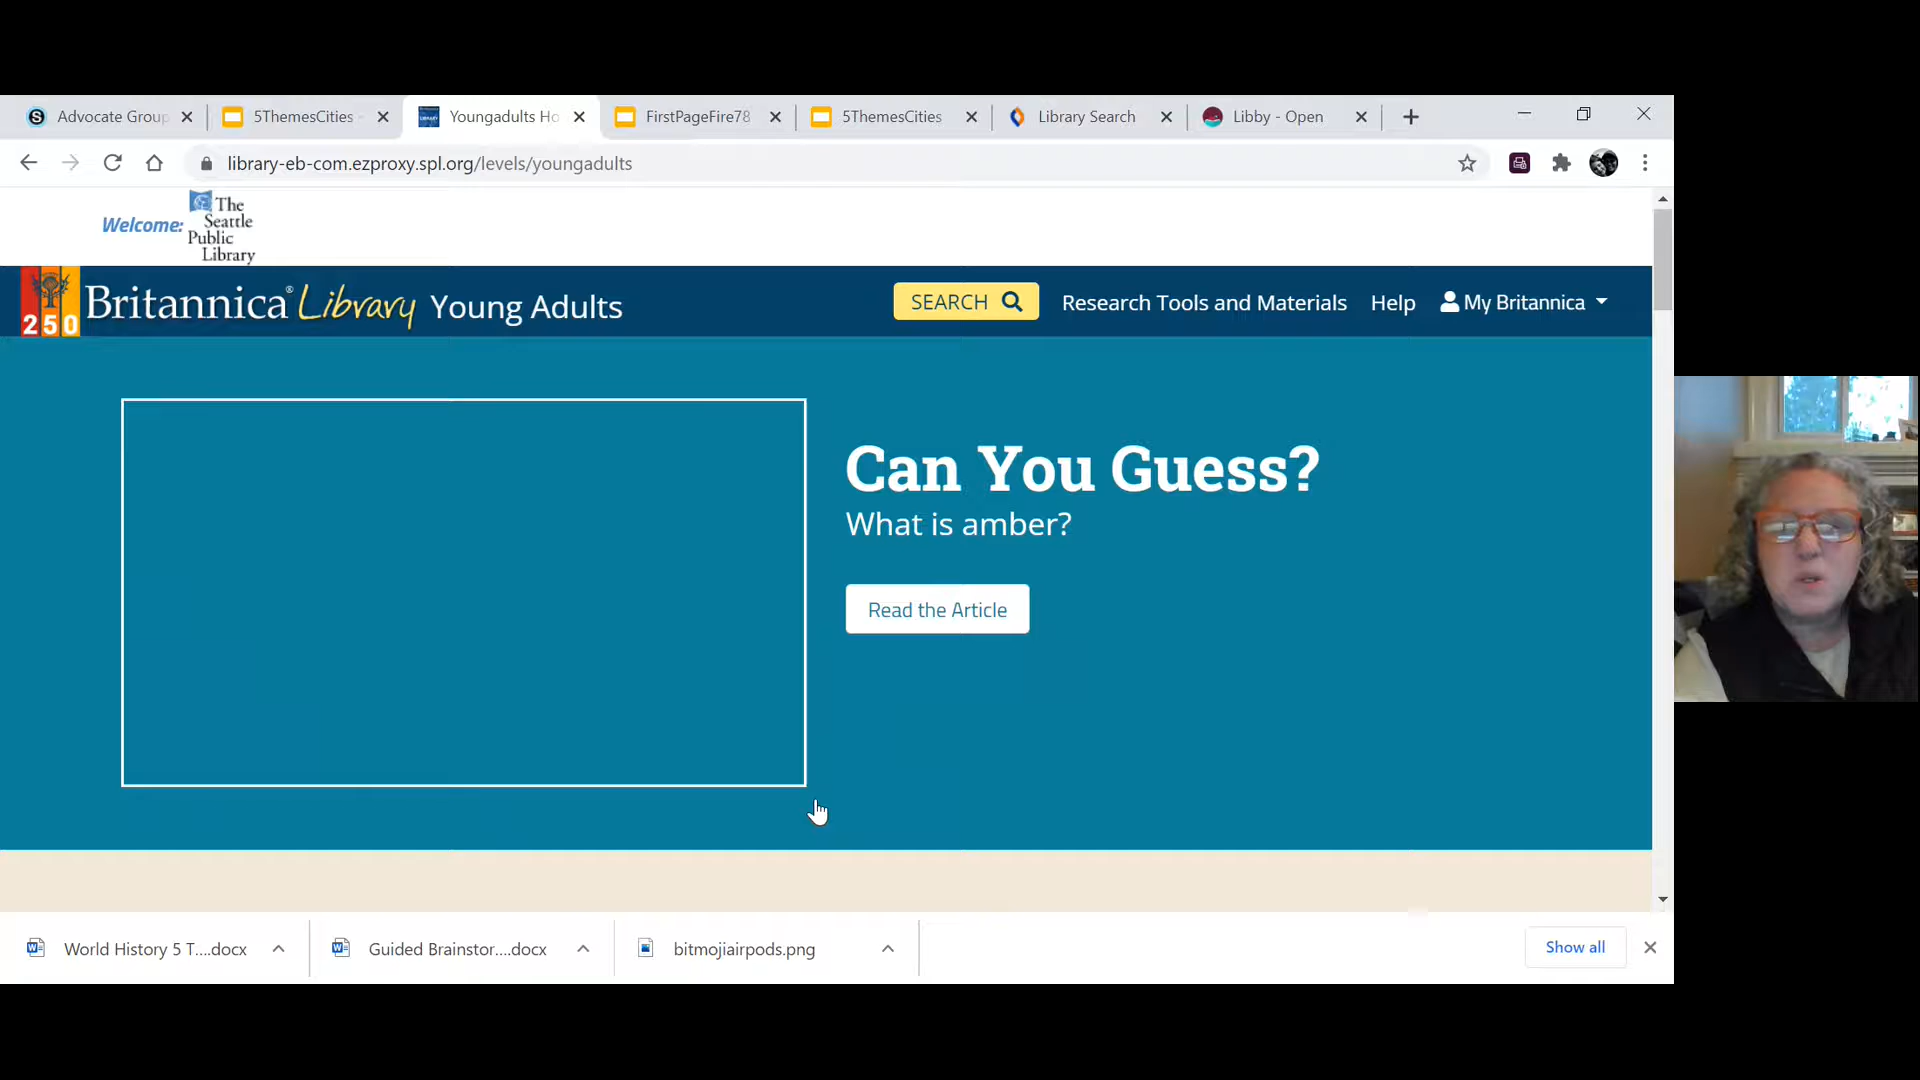 Advocate Group
5ThemesCities -
Youngadults Ho
FirstPageFire78
5ThemesCities
Library Search
Libby - Open
library-eb-com.ezproxy.spl.org/levels/youngadults
Welcome:
The
Seattle
Public
Library
250
Britannica® Library Young Adults
SEARCH
Research Tools and Materials
Help
My Britannica
Can You Guess?
What is amber?
Read the Article
World History 5 T....docx
Guided Brainstor....docx
bitmojiairpods.png
Show all